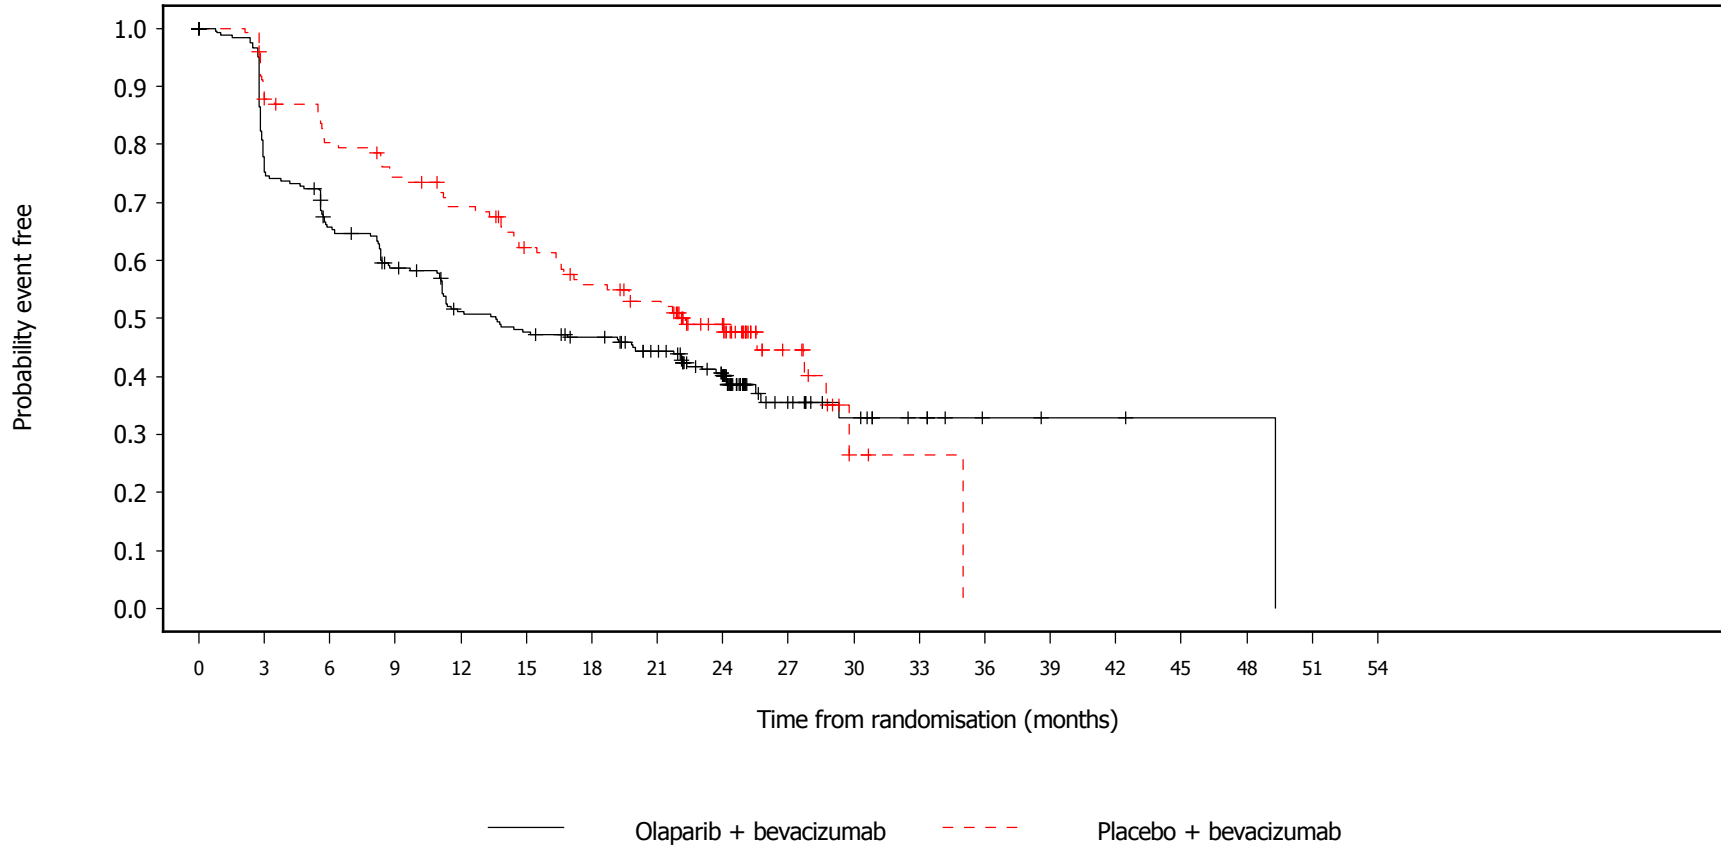 Probability event free
1.0
0.9
0.8
0.7
0.6
0.5
0.4
0.3
0.2
0.1
0.0
0 3 6 9 12 15 18 21 24 27 30 33 36 39 42 45 48 51 54
Time from randomisation (months)
Olaparib + bevacizumab Placebo + bevacizumab